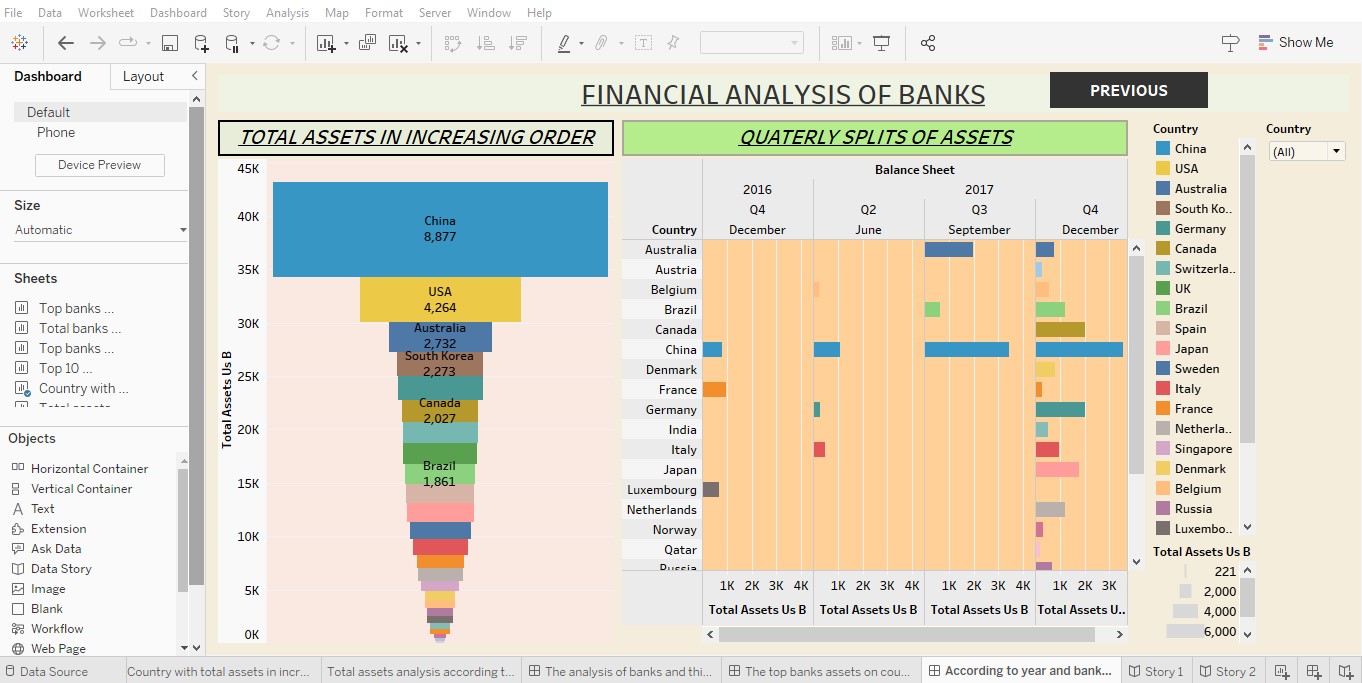 File Data Worksheet Dashboard Story Analysis Map Format Server Window Help
Show Me
Dashboard Layout
Default
Phone
Device Preview
Size
Automatic
Sheets
Top banks ...
Total banks ...
Top banks ...
Top 10 ...
Country with ...
Total assets
Objects
Horizontal Container
Vertical Container
Text
Extension
Ask Data
Data Story
Image
Blank
Workflow
Web Page
FINANCIAL ANALYSIS OF BANKS
PREVIOUS
TOTAL ASSETS IN INCREASING ORDER
45K
40K
35K
30K
25K
20K
15K
10K
5K
0K
Total Assets Us B
China
8,877
USA
4,264
Australia
2,732
South Korea
2,273
Canada
2,027
Brazil
1,861
QUATERLY SPLITS OF ASSETS
Balance Sheet
2016 2017
Q4 Q2 Q3 Q4
Country December June September December
Australia
Austria
Belgium
Brazil
Canada
China
Denmark
France
Germany
India
Italy
Japan
Luxembourg
Netherlands
Norway
Qatar
Russia
1K 2K 3K 4K 1K 2K 3K 4K 1K 2K 3K 4K 1K 2K 3K
Total Assets Us B Total Assets Us B Total Assets Us B Total Assets U..
Country
China
USA
Australia
South Ko..
Germany
Canada
Switzerla..
UK
Brazil
Spain
Japan
Sweden
Italy
France
Netherla..
Singapore
Denmark
Belgium
Russia
Luxembo..
Total Assets Us B
221
2,000
4,000
6,000
Country
(All)
Data Source Country with total assets in incr... Total assets analysis according t... The analysis of banks and thi... The top banks assets on cou... According to year and bank... Story 1 Story 2